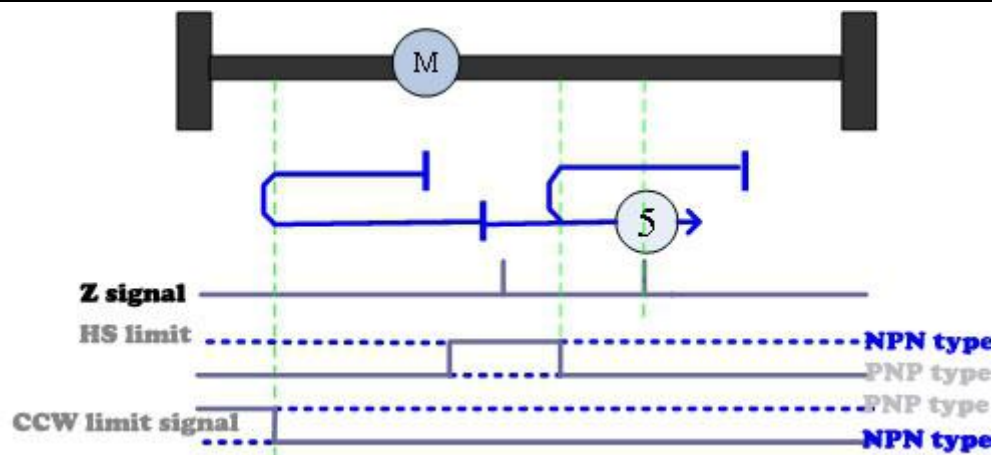 M
5
Z signal
HS limit
NPN type
PNP type
PNP type
CCW limit signal
NPN type